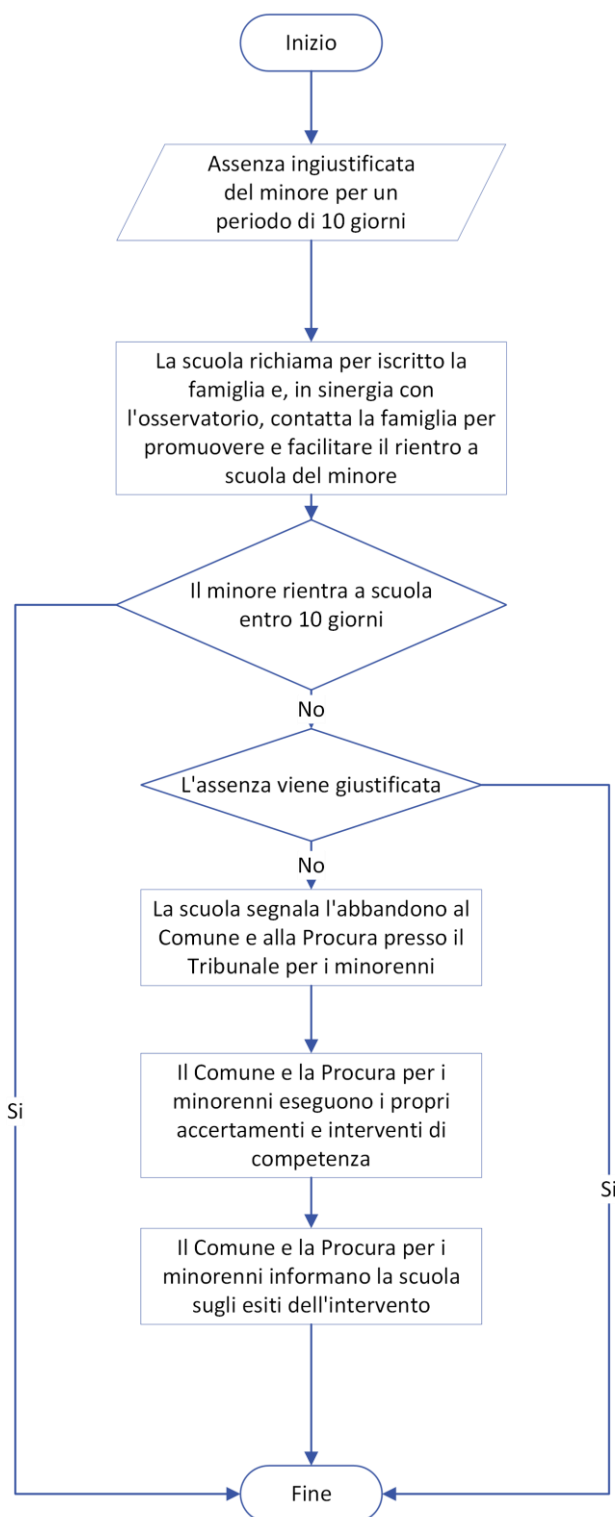 Inizio
Assenza ingiustificata
del minore per un
periodo di 10 giorni
La scuola richiama per iscritto la
famiglia e, in sinergia con
l'osservatorio, contatta la famiglia per
promuovere e facilitare il rientro a
scuola del minore
Il minore rientra a scuola
entro 10 giorni
No
L'assenza viene giustificata
No
La scuola segnala l'abbandono al
Comune e alla Procura presso il
Tribunale per i minorenni
Il Comune e la Procura per i
minorenni eseguono i propri
accertamenti e interventi di
competenza
Si
Si
Il Comune e la Procura per i
minorenni informano la scuola
sugli esiti dell'intervento
Fine